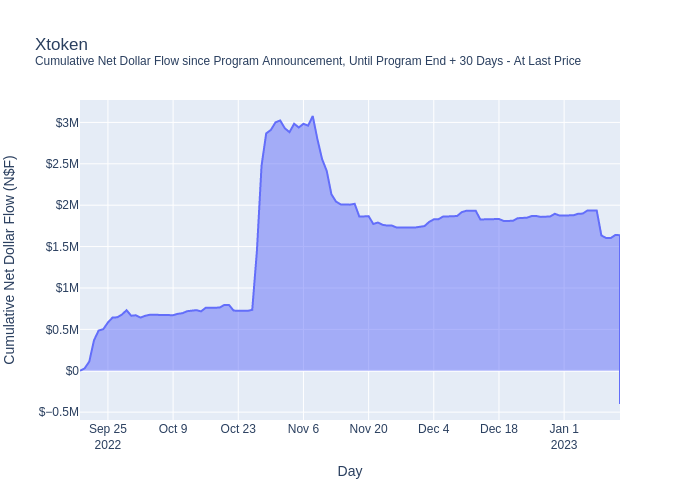 Xtoken
Cumulative Net Dollar Flow since Program Announcement, Until Program End + 30 Days - At Last Price
Cumulative Net Dollar Flow (N$F)
$3M
$2.5M
$2M
$1.5M
$1M
$0.5M
$0
$−0.5M
Sep 25
2022
Oct 9
Oct 23
Nov 6
Nov 20
Dec 4
Dec 18
Jan 1
2023
Day